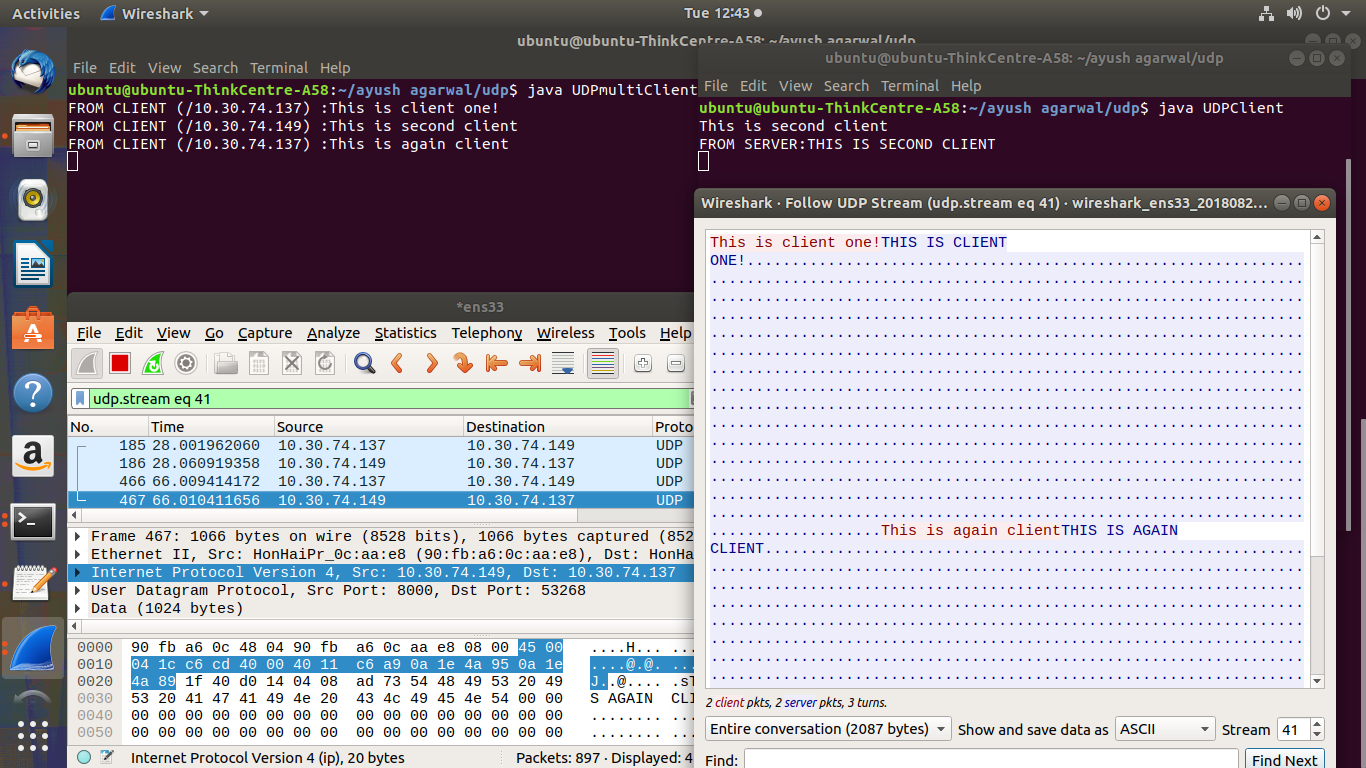 Activities Wireshark Tue 12:43
ubuntu@ubuntu-ThinkCentre-A58: ~/ayush agarwal/udp
File Edit View Search Terminal Help
ubuntu@ubuntu-ThinkCentre-A58:~/ayush agarwal/udp$ java UDPmultiClient
FROM CLIENT (/10.30.74.137) :This is client one!
FROM CLIENT (/10.30.74.149) :This is second client
FROM CLIENT (/10.30.74.137) :This is again client
ubuntu@ubuntu-ThinkCentre-A58: ~/ayush agarwal/udp
File Edit View Search Terminal Help
ubuntu@ubuntu-ThinkCentre-A58:~/ayush agarwal/udp$ java UDPClient
This is second client
FROM SERVER:THIS IS SECOND CLIENT
*ens33
File Edit View Go Capture Analyze Statistics Telephony Wireless Tools Help
udp.stream eq 41
No. Time Source Destination Proto
185 28.001962060 10.30.74.137 10.30.74.149 UDP
186 28.060919358 10.30.74.149 10.30.74.137 UDP
466 66.009414172 10.30.74.137 10.30.74.149 UDP
467 66.010411656 10.30.74.149 10.30.74.137 UDP
Frame 467: 1066 bytes on wire (8528 bits), 1066 bytes captured (852
Ethernet II, Src: HonHaiPr_0c:aa:e8 (90:fb:a6:0c:aa:e8), Dst: HonHa
Internet Protocol Version 4, Src: 10.30.74.149, Dst: 10.30.74.137
User Datagram Protocol, Src Port: 8000, Dst Port: 53268
Data (1024 bytes)
0000 90 fb a6 0c 48 04 90 fb a6 0c aa e8 08 00 45 00 ....H...
0010 04 1c c6 cd 40 00 40 11 c6 a9 0a 1e 4a 95 0a 1e ....@.@.
0020 4a 89 1f 40 d0 14 04 08 ad 73 54 48 49 53 20 49 J..@.... .sT
0030 53 20 41 47 41 49 4e 20 43 4c 49 45 4e 54 00 00 S AGAIN CLI
0040 00 00 00 00 00 00 00 00 00 00 00 00 00 00 00 00 ........
0050 00 00 00 00 00 00 00 00 00 00 00 00 00 00 00 00 ........
Internet Protocol Version 4 (ip), 20 bytes Packets: 897 · Displayed: 4
Wireshark · Follow UDP Stream (udp.stream eq 41) · wireshark_ens33_2018082...
This is client one!THIS IS CLIENT
ONE!
This is again clientTHIS IS AGAIN
CLIENT
2 client pkts, 2 server pkts, 3 turns.
Entire conversation (2087 bytes) Show and save data as ASCII Stream 41
Find: Find Next